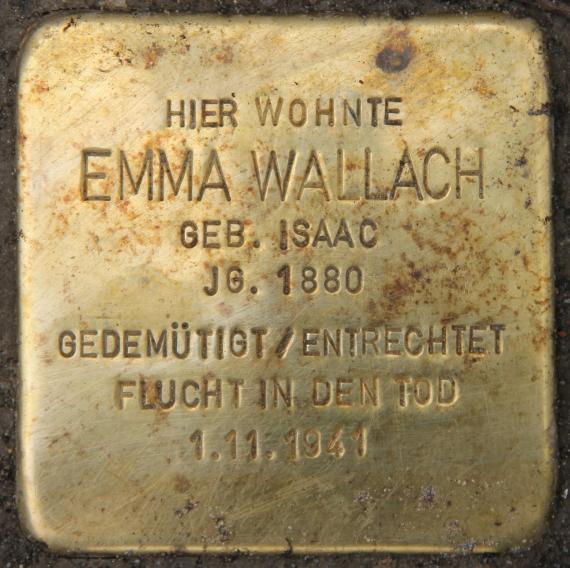 HIER WOHNTE
EMMA WALLACH
GEB. ISAAC
JG. 1880
GEDEMÜTIGT / ENTRECHTET
FLUCHT IN DEN TOD
1.11.1941